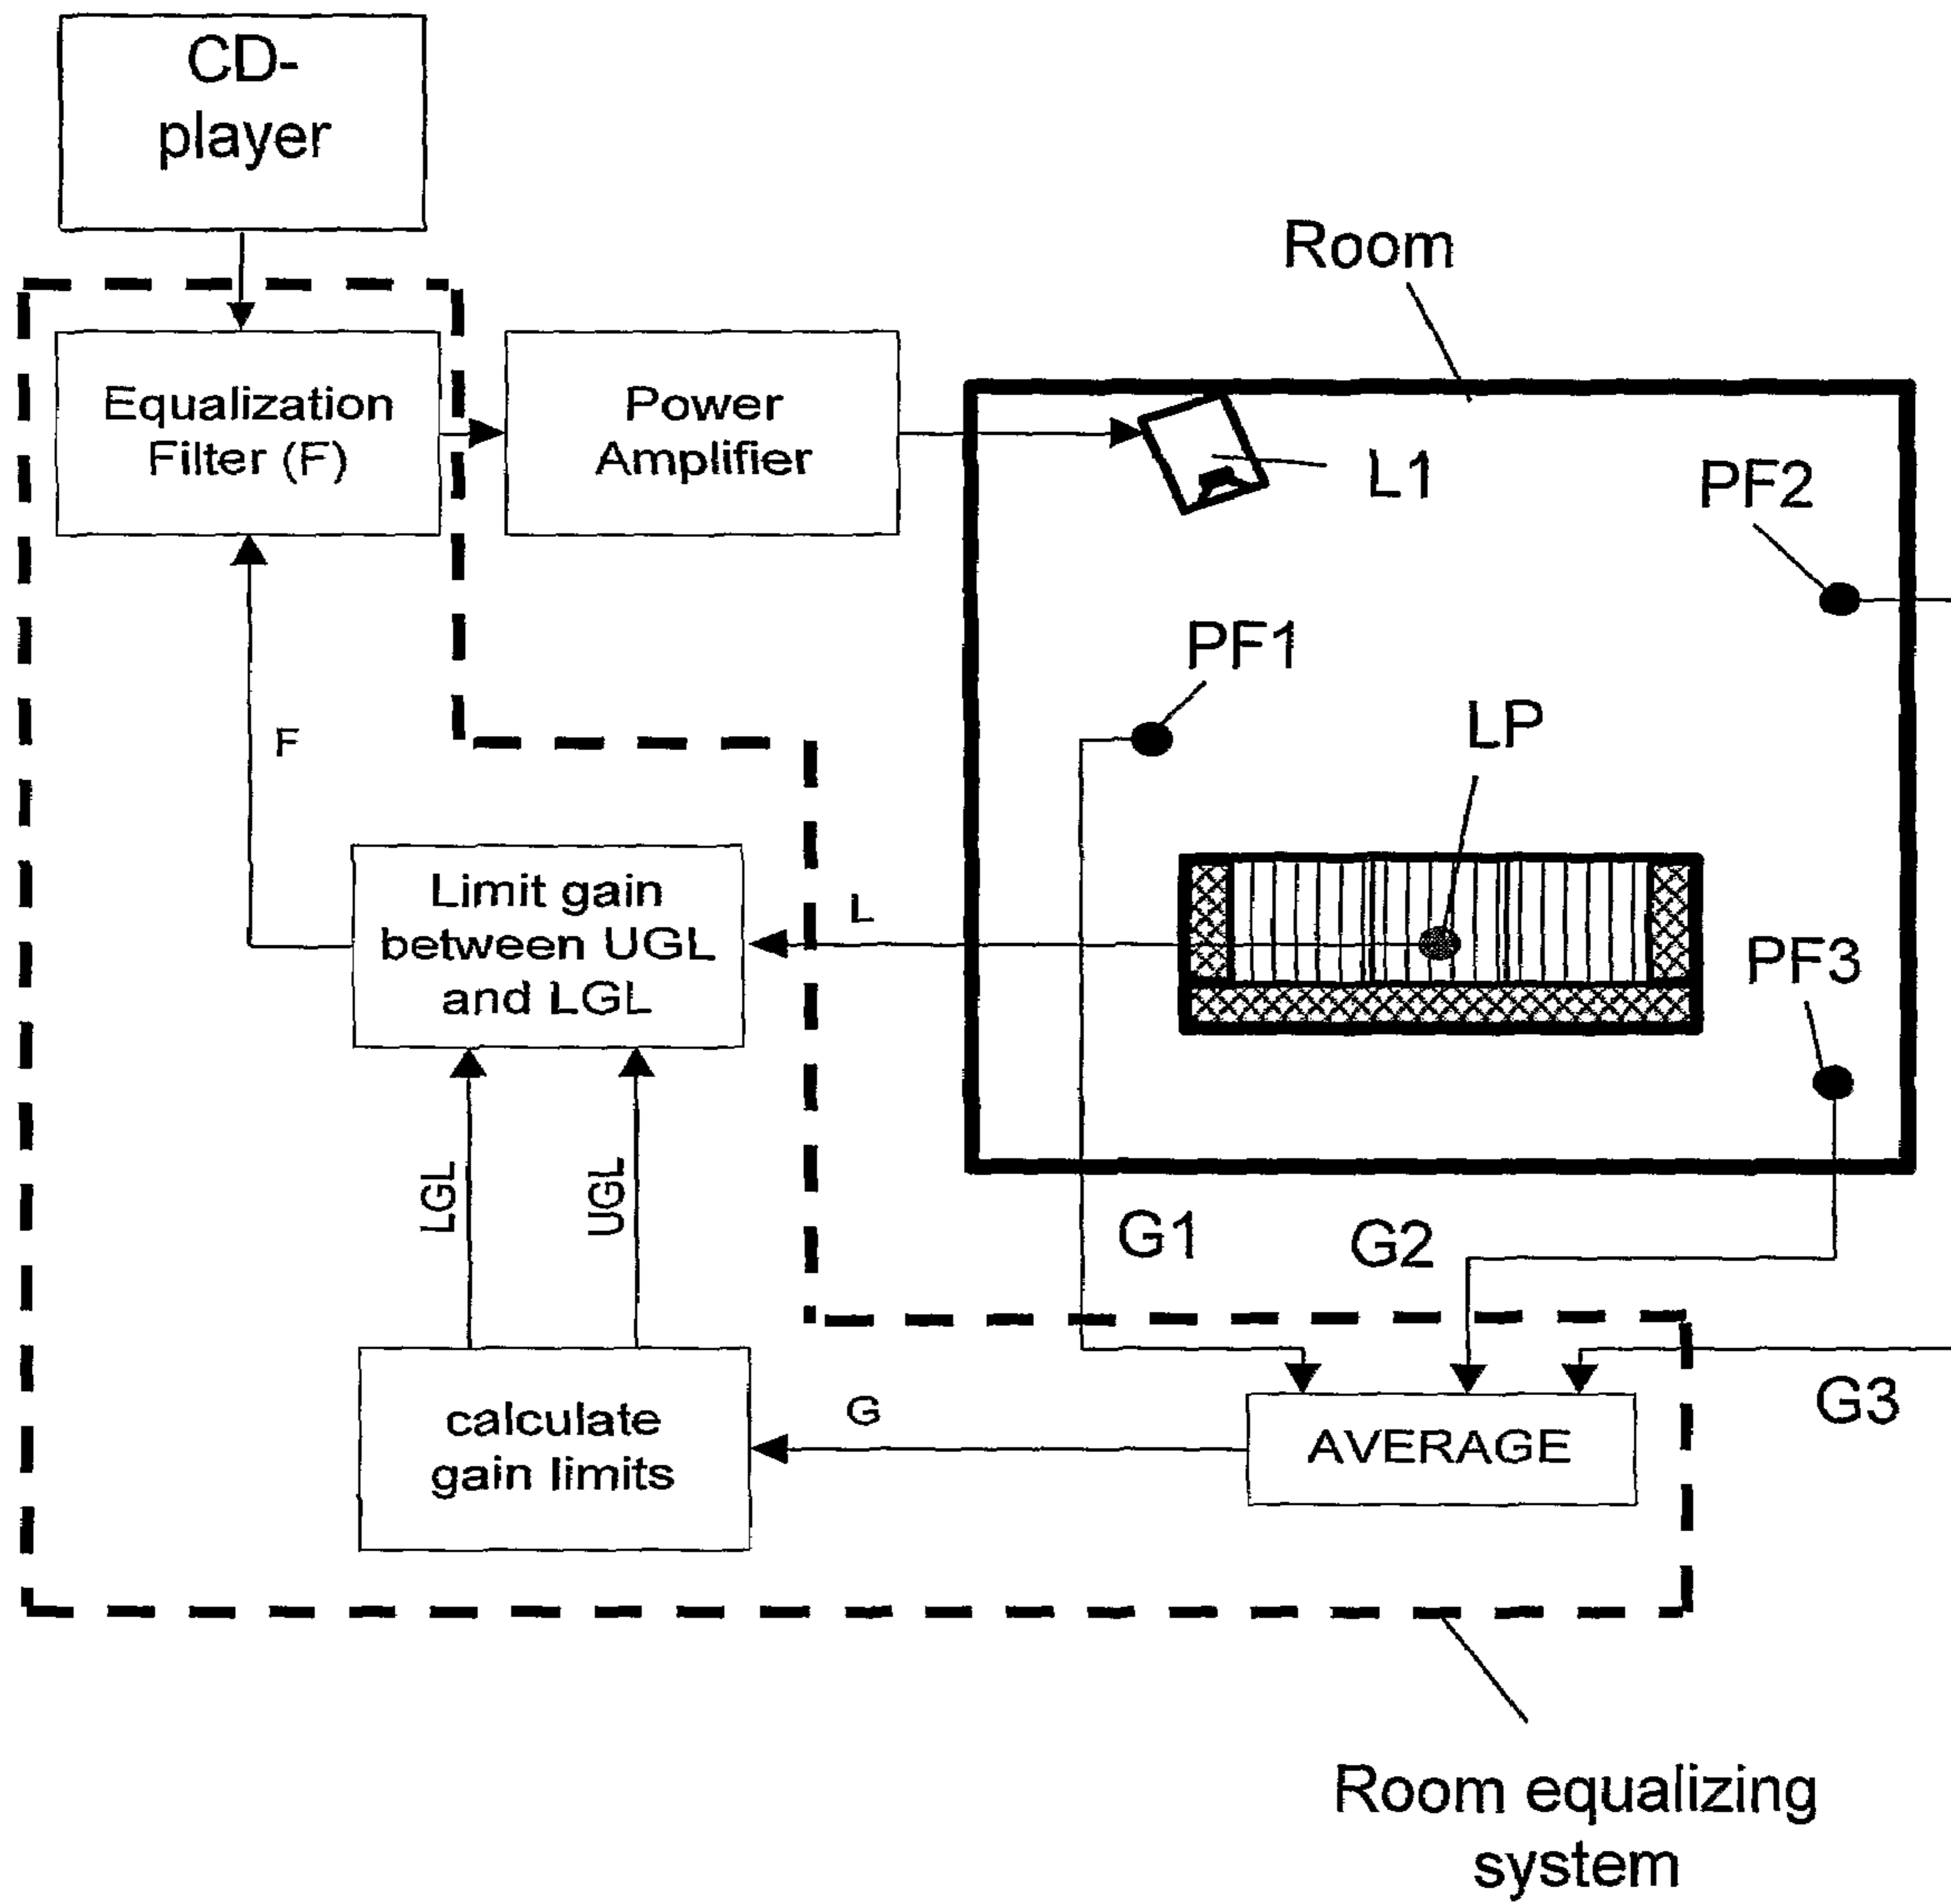 CD-
player
Room
Equalization
Filter (F)
Power
Amplifier
L1
PF2
PF1
LP
F
Limit gain
between UGL
and LGL
L
PF3
LGL
UGL
G1
G2
calculate
gain limits
G
AVERAGE
G3
Room equalizing
system